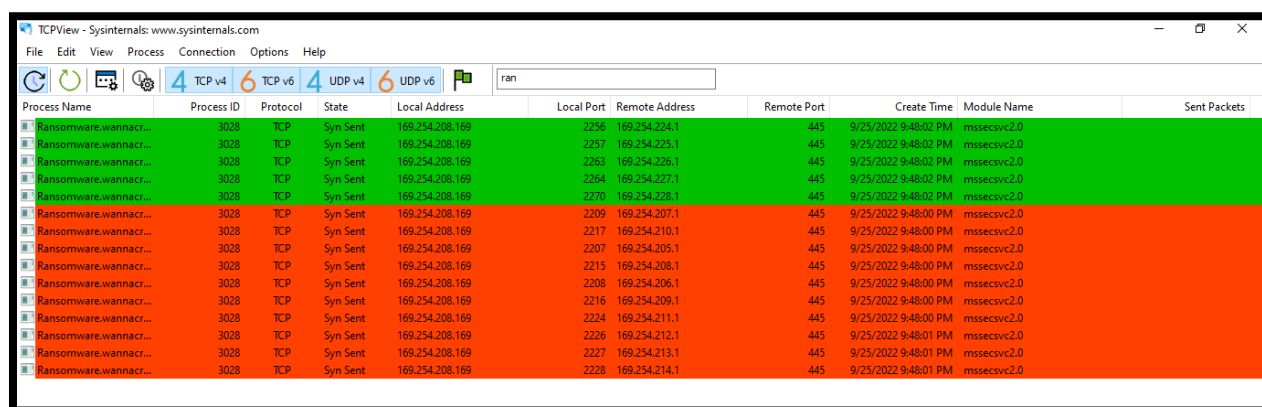 TCPView - Sysinternals: www.sysinternals.com
File Edit View Process Connection Options Help
4 TCP v4 6 TCP v6 4 UDP v4 6 UDP v6 ran
Process Name Process ID Protocol State Local Address Local Port Remote Address Remote Port Create Time Module Name Sent Packets
Ransomware.wannacr... 3028 TCP Syn Sent 169.254.208.169 2256 169.254.224.1 445 9/25/2022 9:48:02 PM mssecsvc2.0
Ransomware.wannacr... 3028 TCP Syn Sent 169.254.208.169 2257 169.254.225.1 445 9/25/2022 9:48:02 PM mssecsvc2.0
Ransomware.wannacr... 3028 TCP Syn Sent 169.254.208.169 2263 169.254.226.1 445 9/25/2022 9:48:02 PM mssecsvc2.0
Ransomware.wannacr... 3028 TCP Syn Sent 169.254.208.169 2264 169.254.227.1 445 9/25/2022 9:48:02 PM mssecsvc2.0
Ransomware.wannacr... 3028 TCP Syn Sent 169.254.208.169 2270 169.254.228.1 445 9/25/2022 9:48:02 PM mssecsvc2.0
Ransomware.wannacr... 3028 TCP Syn Sent 169.254.208.169 2209 169.254.207.1 445 9/25/2022 9:48:00 PM mssecsvc2.0
Ransomware.wannacr... 3028 TCP Syn Sent 169.254.208.169 2217 169.254.210.1 445 9/25/2022 9:48:00 PM mssecsvc2.0
Ransomware.wannacr... 3028 TCP Syn Sent 169.254.208.169 2207 169.254.205.1 445 9/25/2022 9:48:00 PM mssecsvc2.0
Ransomware.wannacr... 3028 TCP Syn Sent 169.254.208.169 2215 169.254.208.1 445 9/25/2022 9:48:00 PM mssecsvc2.0
Ransomware.wannacr... 3028 TCP Syn Sent 169.254.208.169 2208 169.254.206.1 445 9/25/2022 9:48:00 PM mssecsvc2.0
Ransomware.wannacr... 3028 TCP Syn Sent 169.254.208.169 2216 169.254.209.1 445 9/25/2022 9:48:00 PM mssecsvc2.0
Ransomware.wannacr... 3028 TCP Syn Sent 169.254.208.169 2224 169.254.211.1 445 9/25/2022 9:48:00 PM mssecsvc2.0
Ransomware.wannacr... 3028 TCP Syn Sent 169.254.208.169 2226 169.254.212.1 445 9/25/2022 9:48:01 PM mssecsvc2.0
Ransomware.wannacr... 3028 TCP Syn Sent 169.254.208.169 2227 169.254.213.1 445 9/25/2022 9:48:01 PM mssecsvc2.0
Ransomware.wannacr... 3028 TCP Syn Sent 169.254.208.169 2228 169.254.214.1 445 9/25/2022 9:48:01 PM mssecsvc2.0